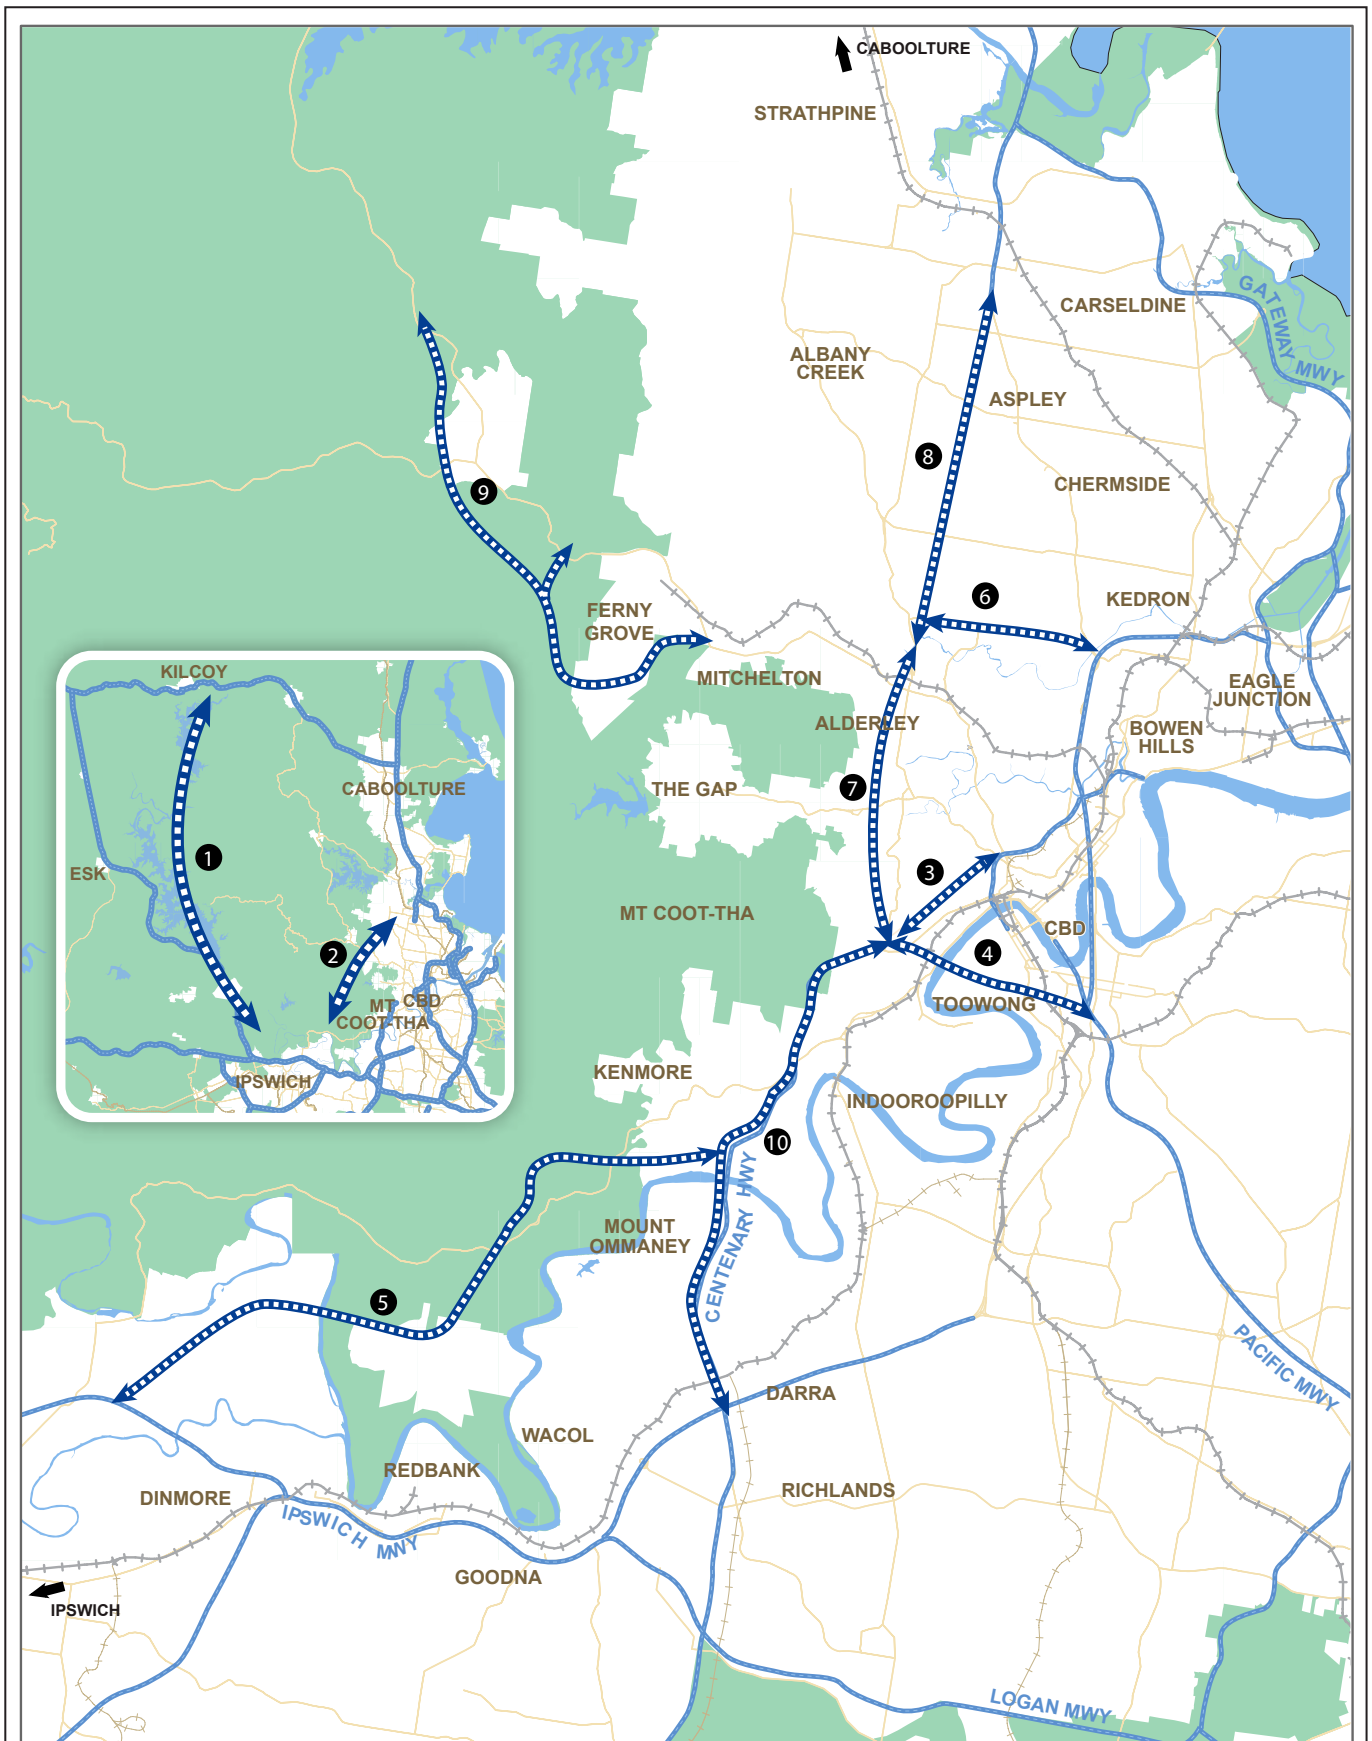 CABOOLTURE
STRATHPINE
CARSELDINE
GATEWAY MWY
ALBANY
CREEK
ASPLEY
8
CHERMSIDE
9
6
KEDRON
FERNY
GROVE
MITCHELTON
EAGLE
JUNCTION
ALDERLEY
BOWEN
HILLS
7
THE GAP
3
MT COOT-THA
CBD
4
TOOWONG
KENMORE
INDOOROOPILLY
10
CENTENARY HWY
MOUNT
OMMANEY
5
PACIFIC MWY
DARRA
WACOL
REDBANK
RICHLANDS
DINMORE
IPSWICH MWY
GOODNA
IPSWICH
LOGAN MWY
KILCOY
CABOOLTURE
1
ESK
2
MT
CBD
COOT-THA
IPSWICH